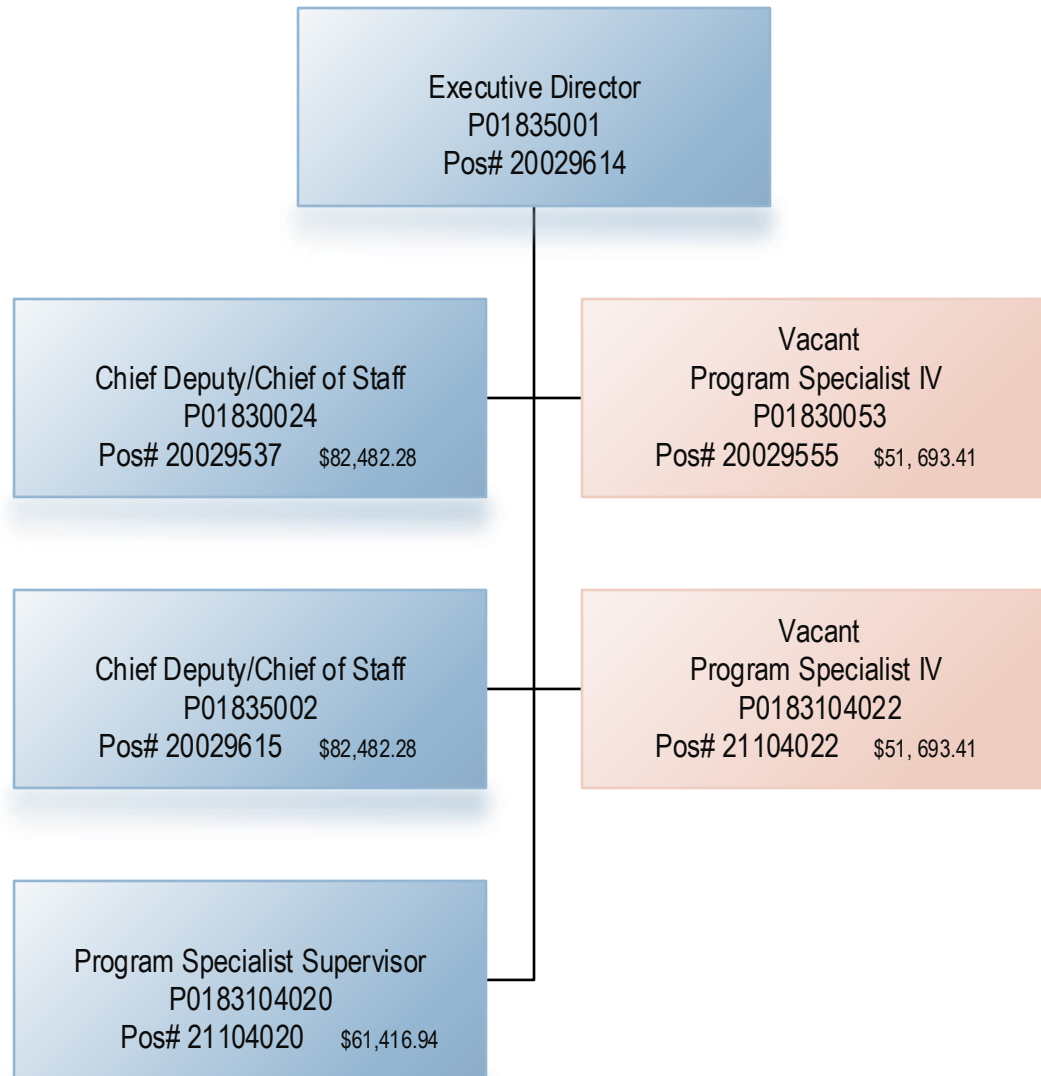 Executive Director
P01835001
Pos# 20029614
Chief Deputy/Chief of Staff
P01830024
Pos# 20029537 $82,482.28
Vacant
Program Specialist IV
P01830053
Pos# 20029555 $51, 693.41
Chief Deputy/Chief of Staff
P01835002
Pos# 20029615 $82,482.28
Vacant
Program Specialist IV
P0183104022
Pos# 21104022 $51, 693.41
Program Specialist Supervisor
P0183104020
Pos# 21104020 $61,416.94